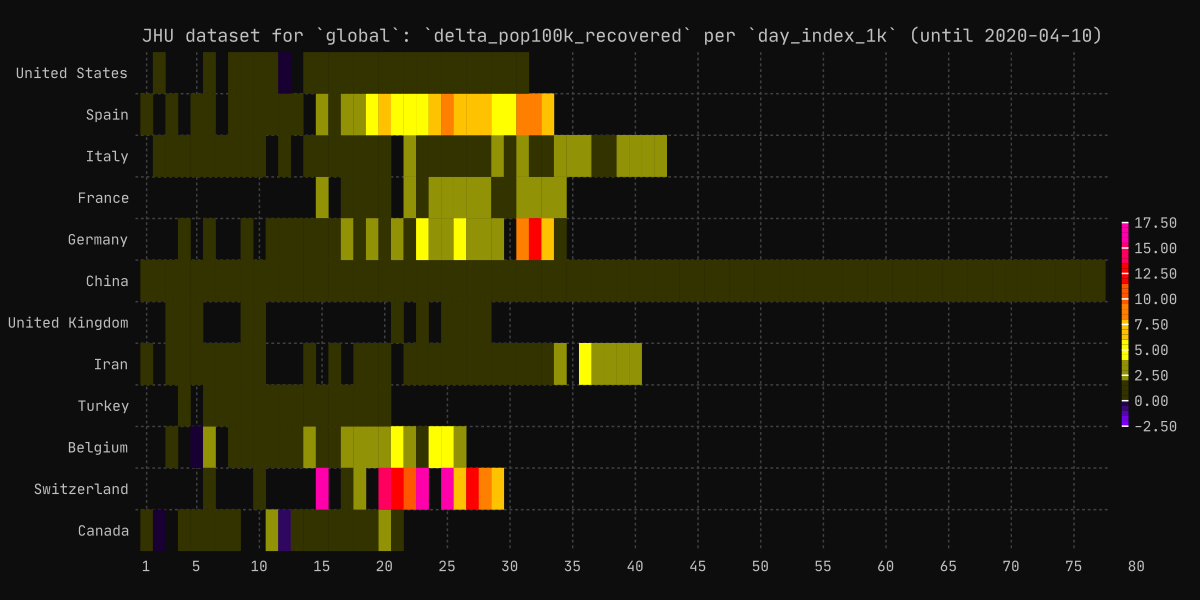 JHU dataset for `global`: `delta_pop100k_recovered` per `day_index_1k` (until 2020-04-10)
United States
Spain
Italy
France
Germany
China
United Kingdom
Iran
Turkey
Belgium
Switzerland
Canada
1 5 10 15 20 25 30 35 40 45 50 55 60 65 70 75 80
17.50
15.00
12.50
10.00
7.50
5.00
2.50
0.00
-2.50